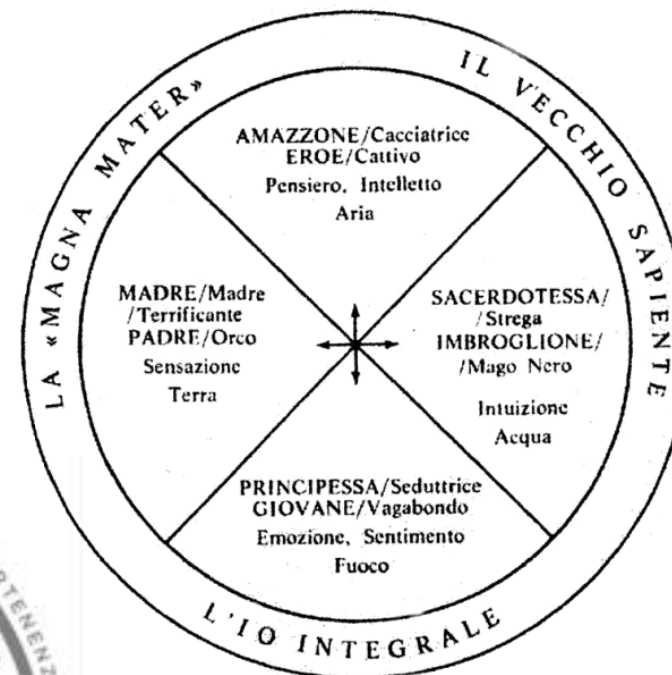 LA «MAGNA MATER»
IL VECCHIO SAPIENTE
AMAZZONE/Cacciatrice
EROE/Cattivo
Pensiero, Intelletto
Aria
MADRE/Madre
/Terrificante
PADRE/Orco
Sensazione
Terra
SACERDOTESSA/
/Strega
IMBROGLIONE/
/Mago Nero
Intuizione
Acqua
PRINCIPESSA/Seduttrice
GIOVANE/Vagabondo
Emozione, Sentimento
Fuoco
L'IO INTEGRALE